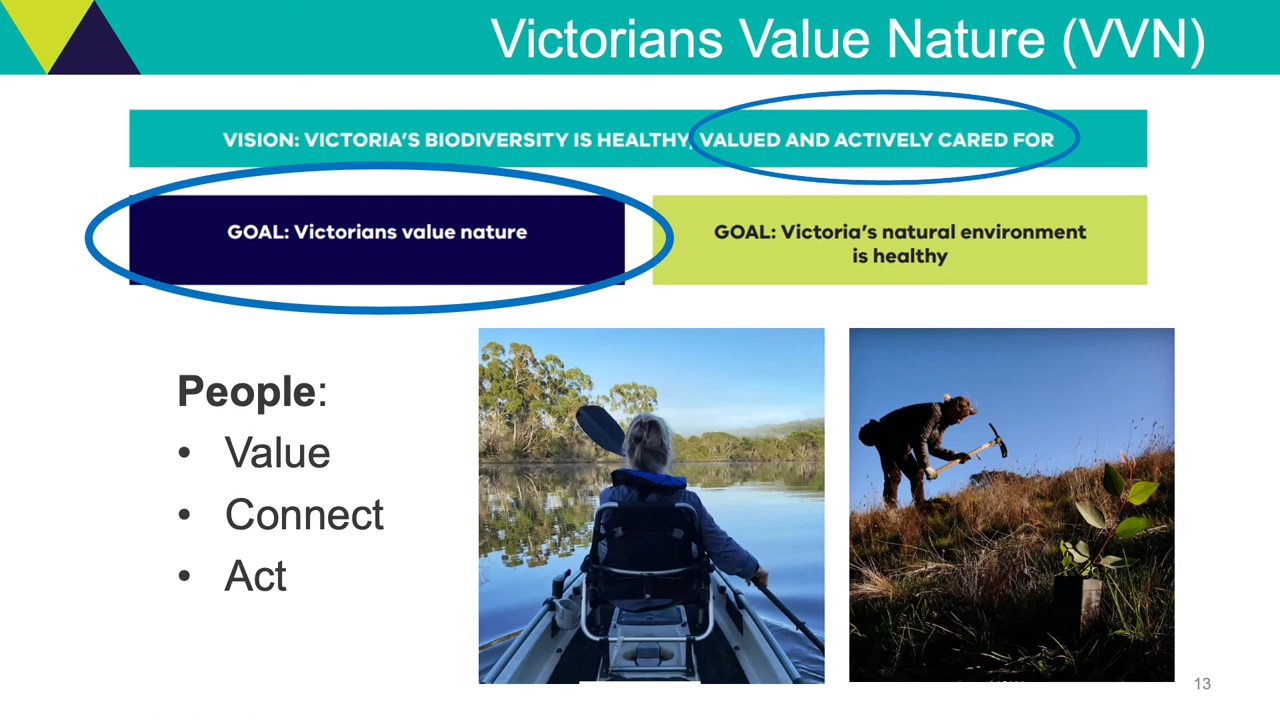 Victorians Value Nature (VVN)
VISION: VICTORIA'S BIODIVERSITY IS HEALTHY, VALUED AND ACTIVELY CARED FOR
GOAL: Victorians value nature
GOAL: Victoria's natural environment
is healthy
People:
• Value
• Connect
• Act
13